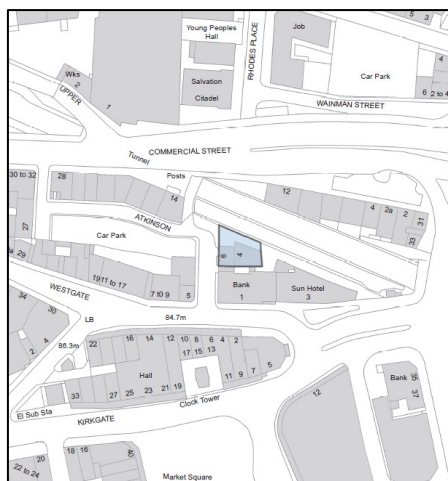 5
3
Young Peoples
Hall
RHODES PLACE
Job
Wks
2
UPPER
1
Salvation
Citadel
Car Park
4
6
2 to 4
WAINMAN STREET
COMMERCIAL STREET
Tunnel
Posts
30 to 32
28
14
12
4
2a
2
31
33
27
ATKINSON
Car Park
29
1911 to 17
7 to 9
5
6
4
Bank
1
Sun Hotel
3
WESTGATE
34
30
LB
84.7m
86.3m
2
4
22
16
14
12
10
8
6
4
2
17
15
13
Hall
33
27
25
23
21
19
11
9
7
5
Clock Tower
El Sub Sta
KIRKGATE
12
Bank
35
37
20
22 to 24
18
16
40
Market Square